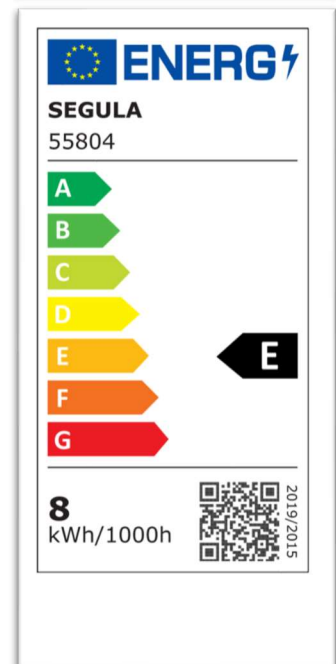 ENERG
SEGULA
55804
A
B
C
D
E
E
F
G
8
kWh/1000h
2019/2015